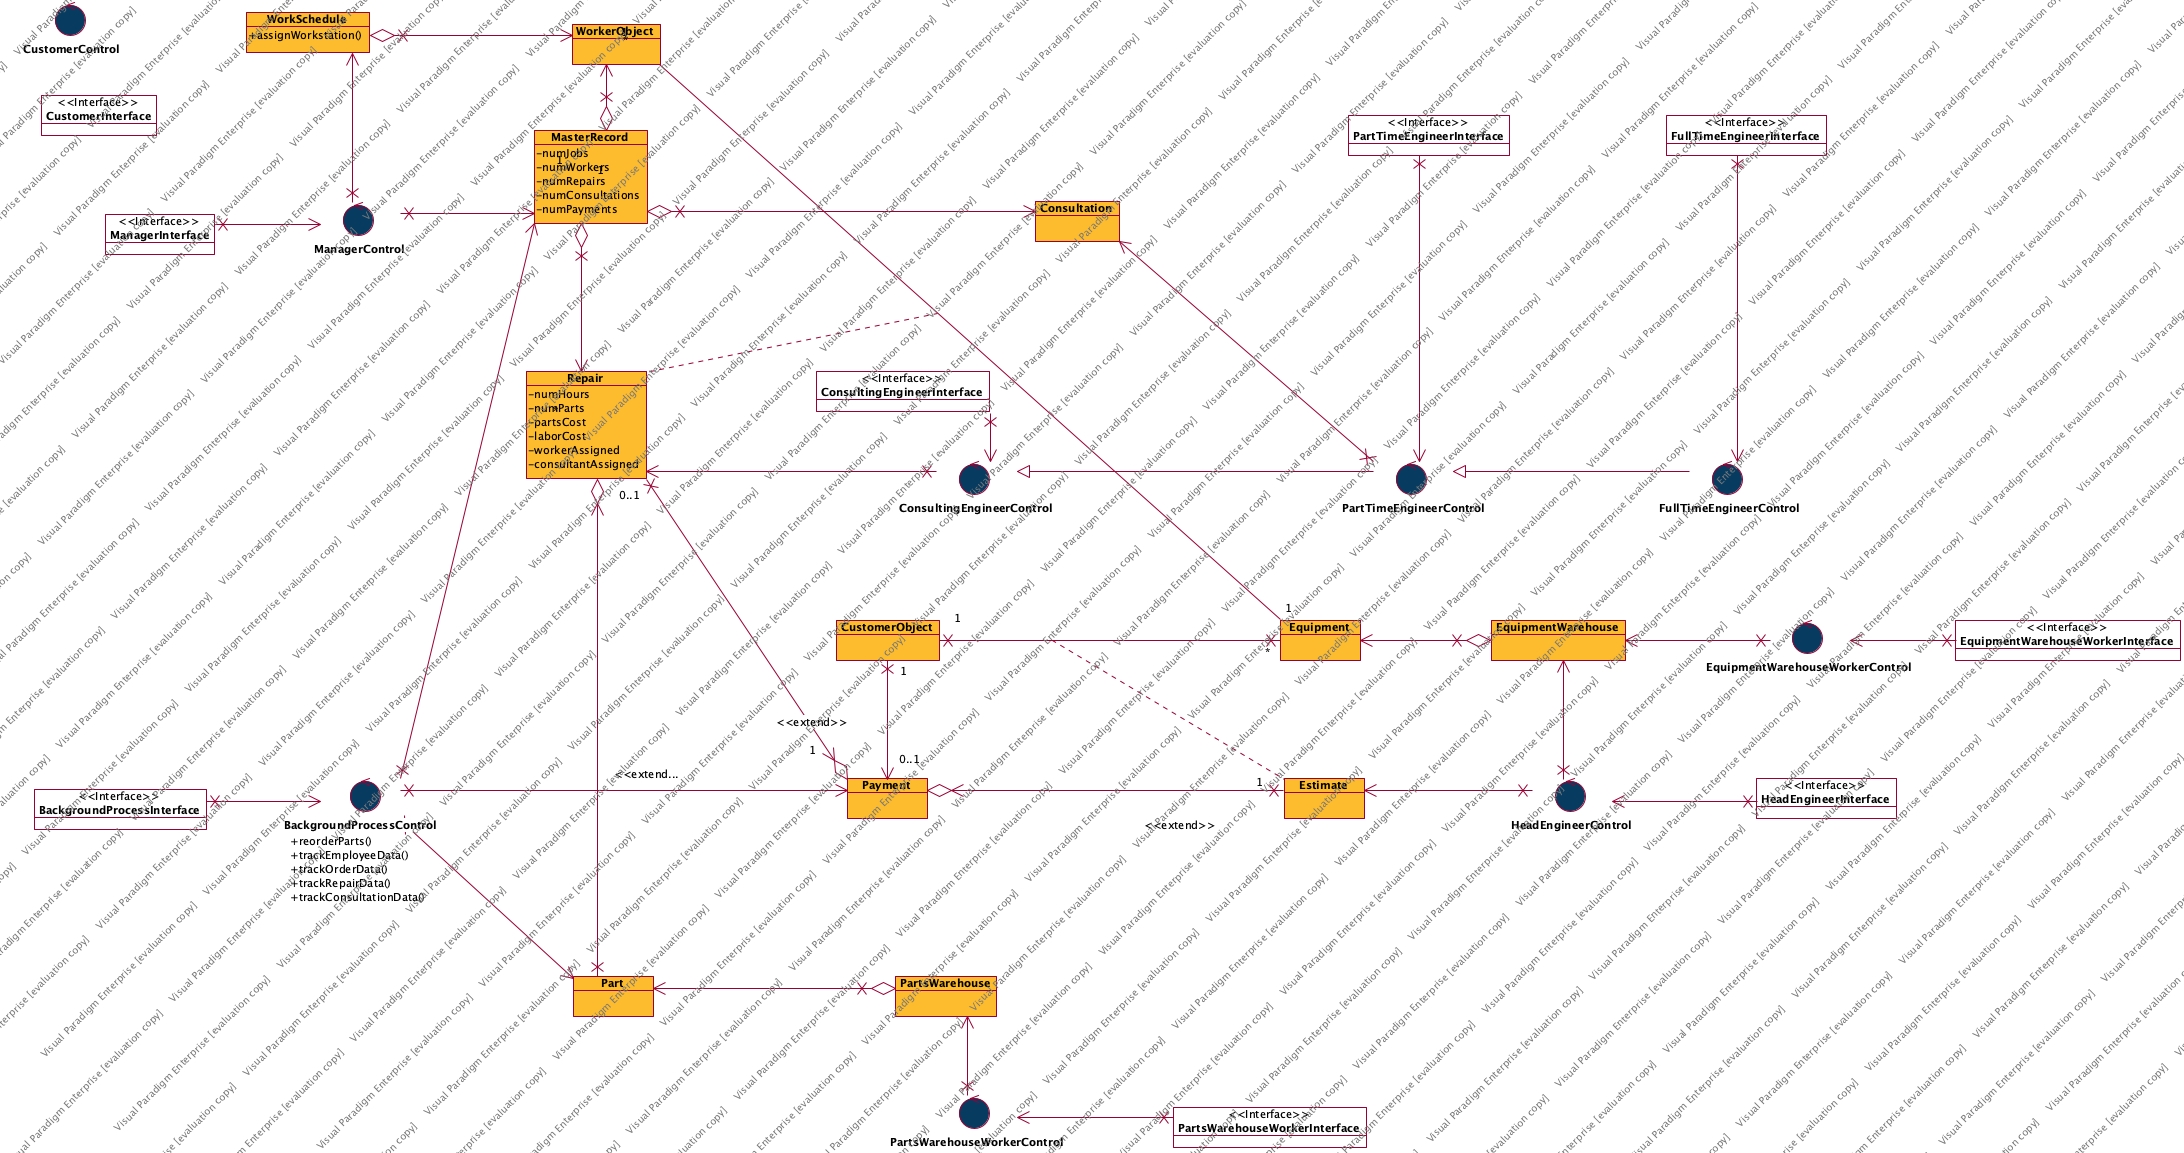 CustomerControl
<<Interface>>
CustomerInterface
WorkSchedule
+assignWorkstation()
WorkerObject
MasterRecord
-numJobs
-numWorkers
-numRepairs
-numConsultations
-numPayments
<<Interface>>
ManagerInterface
ManagerControl
Consultation
<<Interface>>
PartTimeEngineerInterface
<<Interface>>
FullTimeEngineerInterface
Repair
-numHours
-numParts
-partsCost
-laborCost
-workerAssigned
-consultantAssigned
0..1
<<Interface>>
ConsultingEngineerInterface
ConsultingEngineerControl
PartTimeEngineerControl
FullTimeEngineerControl
CustomerObject
1
1
Equipment
*
EquipmentWarehouse
EquipmentWarehouseWorkerControl
<<Interface>>
EquipmentWarehouseWorkerInterface
1
<<extend>>
1
0..1
<<extend...
Payment
1
Estimate
<<extend>>
HeadEngineerControl
<<Interface>>
HeadEngineerInterface
<<Interface>>
BackgroundProcessInterface
BackgroundProcessControl
+reorderParts()
+trackEmployeeData()
+trackOrderData()
+trackRepairData()
+trackConsultationData()
Part
PartsWarehouse
PartsWarehouseWorkerControl
<<Interface>>
PartsWarehouseWorkerInterface
Visual Paradigm Enterprise [evaluation copy]